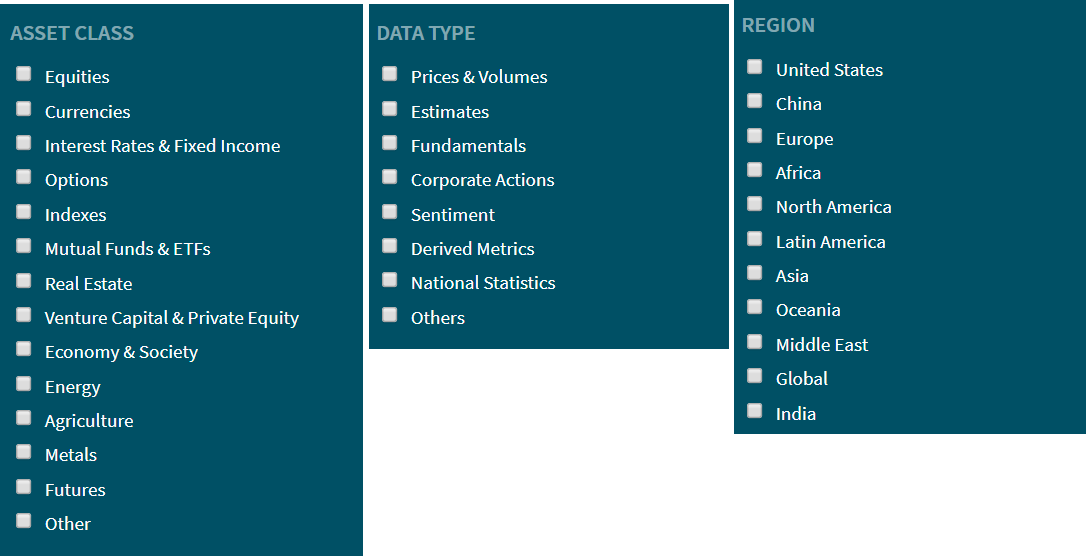 ASSET CLASS
Equities
Currencies
Interest Rates & Fixed Income
Options
Indexes
Mutual Funds & ETFs
Real Estate
Venture Capital & Private Equity
Economy & Society
Energy
Agriculture
Metals
Futures
Other
DATA TYPE
Prices & Volumes
Estimates
Fundamentals
Corporate Actions
Sentiment
Derived Metrics
National Statistics
Others
REGION
United States
China
Europe
Africa
North America
Latin America
Asia
Oceania
Middle East
Global
India